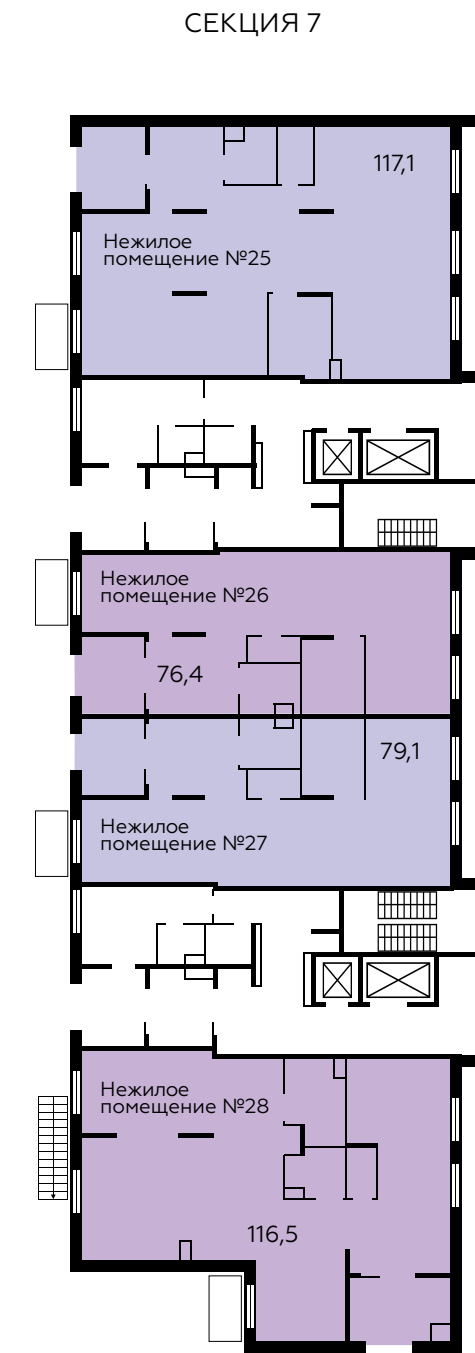 СЕКЦИЯ 7
117,1
Нежилое
помещение №25
Нежилое
помещение №26
76,4
79,1
Нежилое
помещение №27
Нежилое
помещение №28
116,5